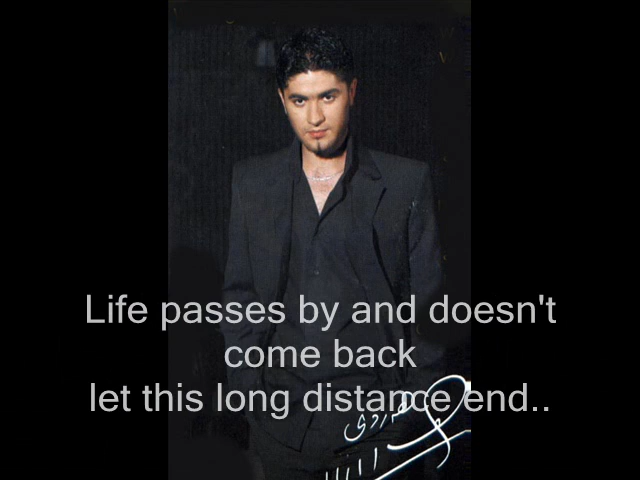 Life passes by and doesn't
come back
let this long distance end..